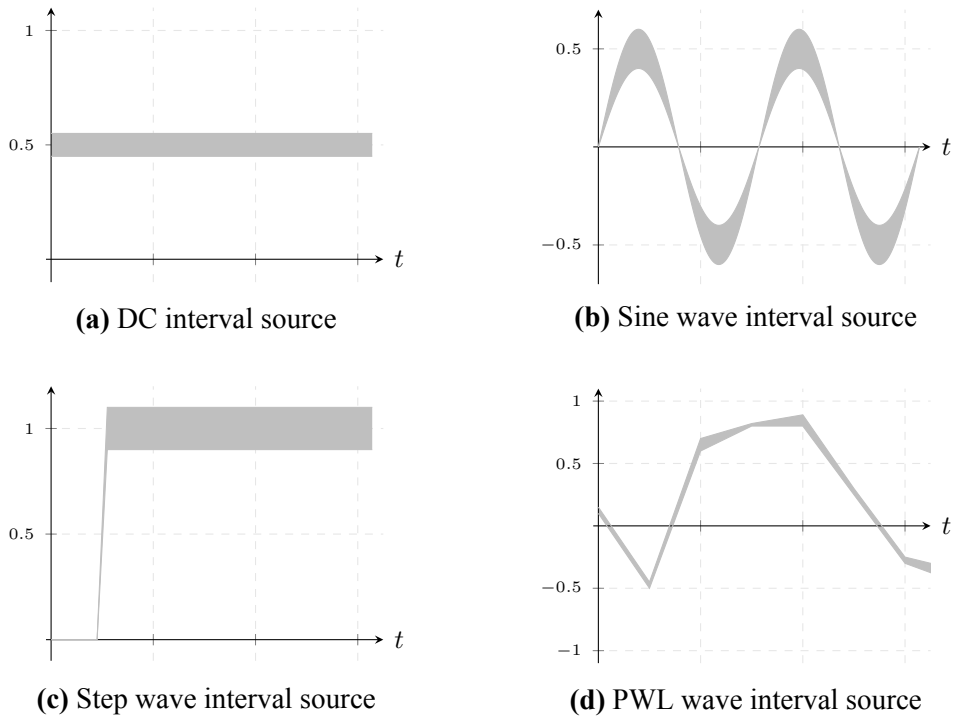 1
0.5
t
(a) DC interval source
0.5
−0.5
t
(b) Sine wave interval source
1
0.5
t
(c) Step wave interval source
1
0.5
−0.5
−1
t
(d) PWL wave interval source